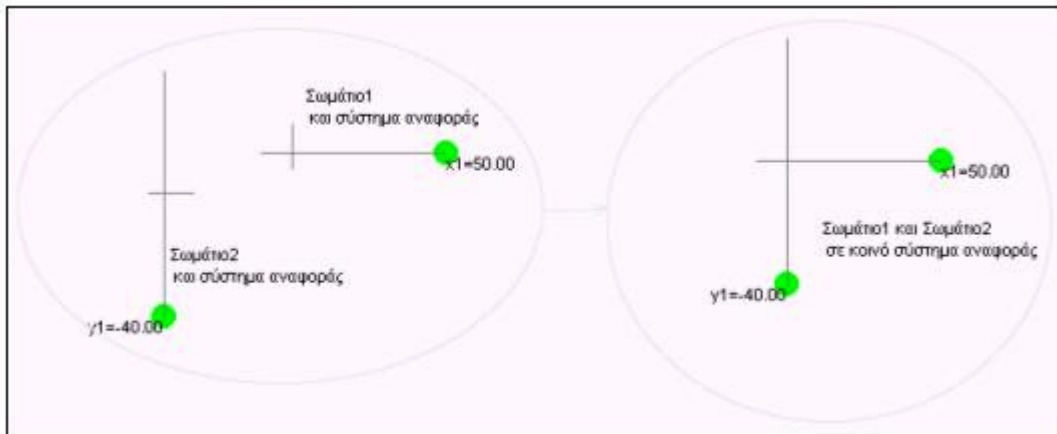 Σωμάτιο1
και σύστημα αναφοράς
x1=50.00
Σωμάτιο2
και σύστημα αναφοράς
y1=-40.00
x1=50.00
Σωμάτιο1 και Σωμάτιο2
σε κοινό σύστημα αναφοράς
y1=-40.00